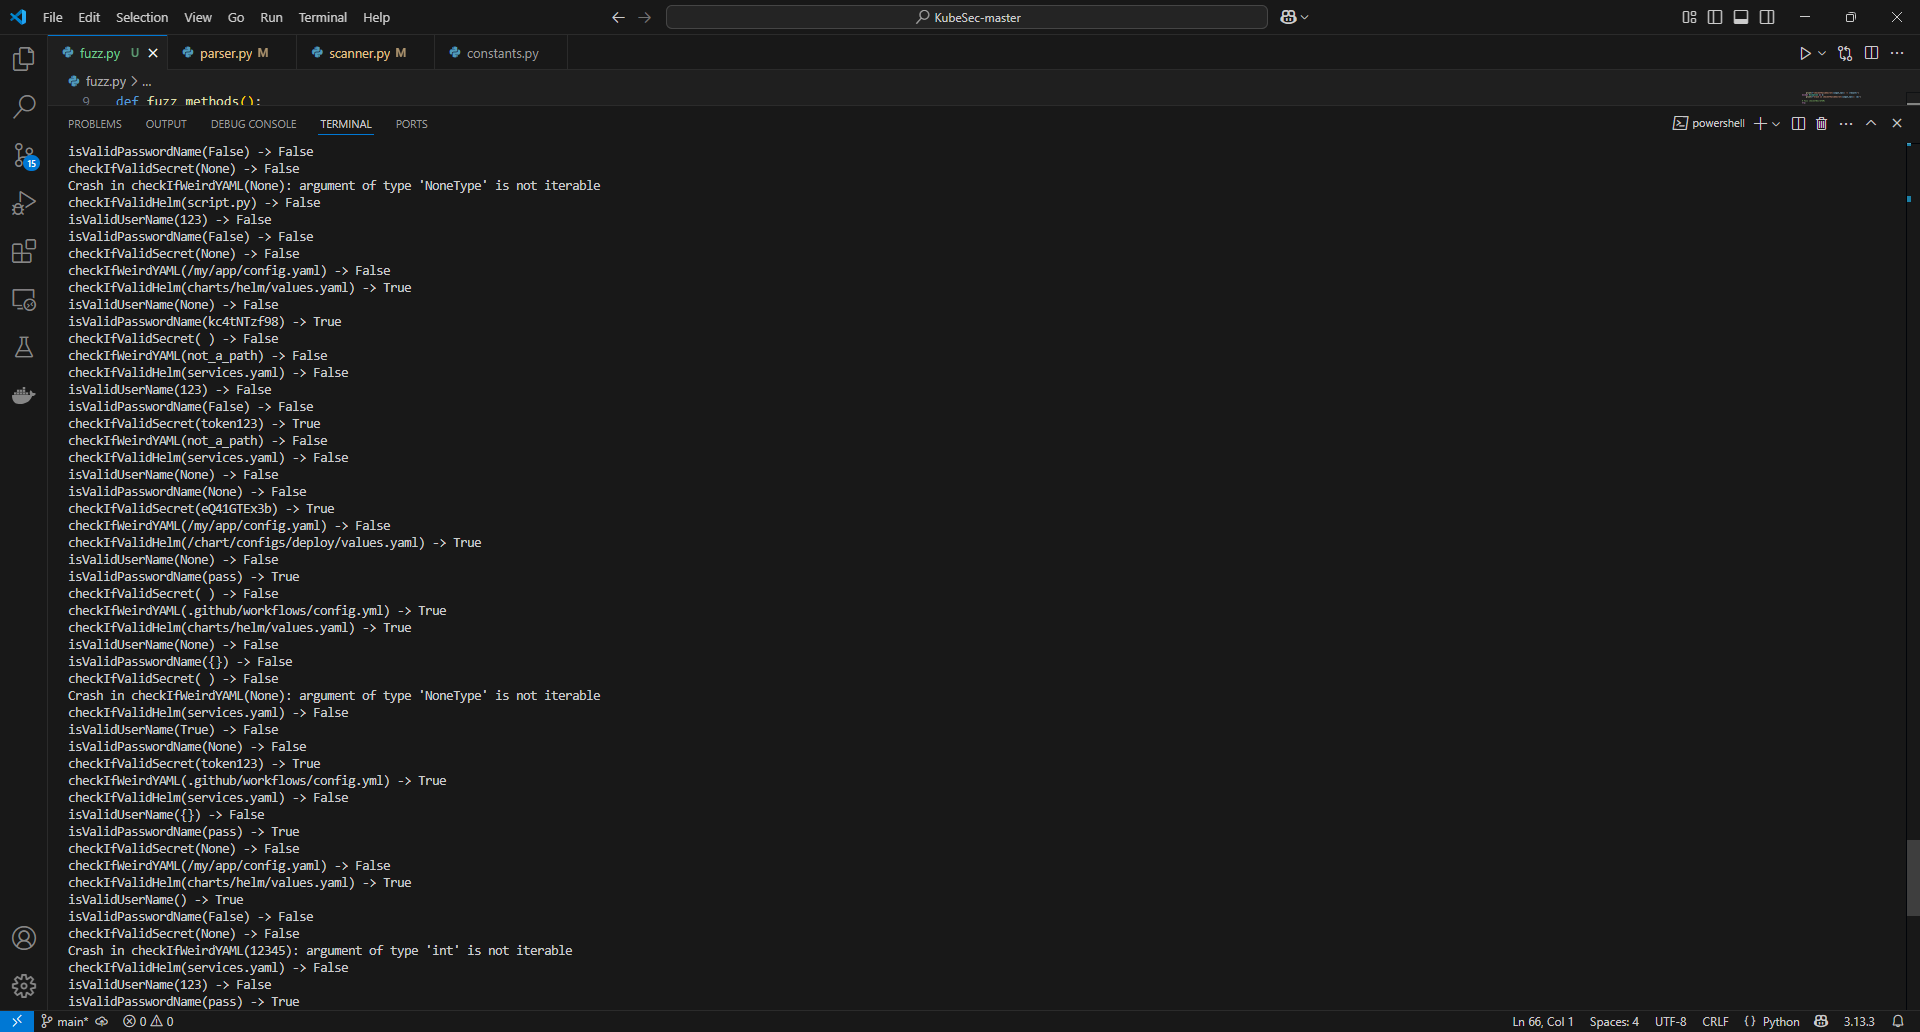 File Edit Selection View Go Run Terminal Help KubeSec-master
fuzz.py U parser.py M scanner.py M constants.py
fuzz.py > ...
9 def fuzz_methods():
PROBLEMS OUTPUT DEBUG CONSOLE TERMINAL PORTS powershell
isValidPasswordName(False) -> False
checkIfValidSecret(None) -> False
Crash in checkIfWeirdYAML(None): argument of type 'NoneType' is not iterable
checkIfValidHelm(script.py) -> False
isValidUserName(123) -> False
isValidPasswordName(False) -> False
checkIfValidSecret(None) -> False
checkIfWeirdYAML(/my/app/config.yaml) -> False
checkIfValidHelm(charts/helm/values.yaml) -> True
isValidUserName(None) -> False
isValidPasswordName(kc4tNTzf98) -> True
checkIfValidSecret( ) -> False
checkIfWeirdYAML(not_a_path) -> False
checkIfValidHelm(services.yaml) -> False
isValidUserName(123) -> False
isValidPasswordName(False) -> False
checkIfValidSecret(token123) -> True
checkIfWeirdYAML(not_a_path) -> False
checkIfValidHelm(services.yaml) -> False
isValidUserName(None) -> False
isValidPasswordName(None) -> False
checkIfValidSecret(eQ41GTEx3b) -> True
checkIfWeirdYAML(/my/app/config.yaml) -> False
checkIfValidHelm(/chart/configs/deploy/values.yaml) -> True
isValidUserName(None) -> False
isValidPasswordName(pass) -> True
checkIfValidSecret( ) -> False
checkIfWeirdYAML(.github/workflows/config.yml) -> True
checkIfValidHelm(charts/helm/values.yaml) -> True
isValidUserName(None) -> False
isValidPasswordName({}) -> False
checkIfValidSecret( ) -> False
Crash in checkIfWeirdYAML(None): argument of type 'NoneType' is not iterable
checkIfValidHelm(services.yaml) -> False
isValidUserName(True) -> False
isValidPasswordName(None) -> False
checkIfValidSecret(token123) -> True
checkIfWeirdYAML(.github/workflows/config.yml) -> True
checkIfValidHelm(services.yaml) -> False
isValidUserName({}) -> False
isValidPasswordName(pass) -> True
checkIfValidSecret(None) -> False
checkIfWeirdYAML(/my/app/config.yaml) -> False
checkIfValidHelm(charts/helm/values.yaml) -> True
isValidUserName() -> True
isValidPasswordName(False) -> False
checkIfValidSecret(None) -> False
Crash in checkIfWeirdYAML(12345): argument of type 'int' is not iterable
checkIfValidHelm(services.yaml) -> False
isValidUserName(123) -> False
isValidPasswordName(pass) -> True
15
main* 0 0 Ln 66, Col 1 Spaces: 4 UTF-8 CRLF {} Python 3.13.3